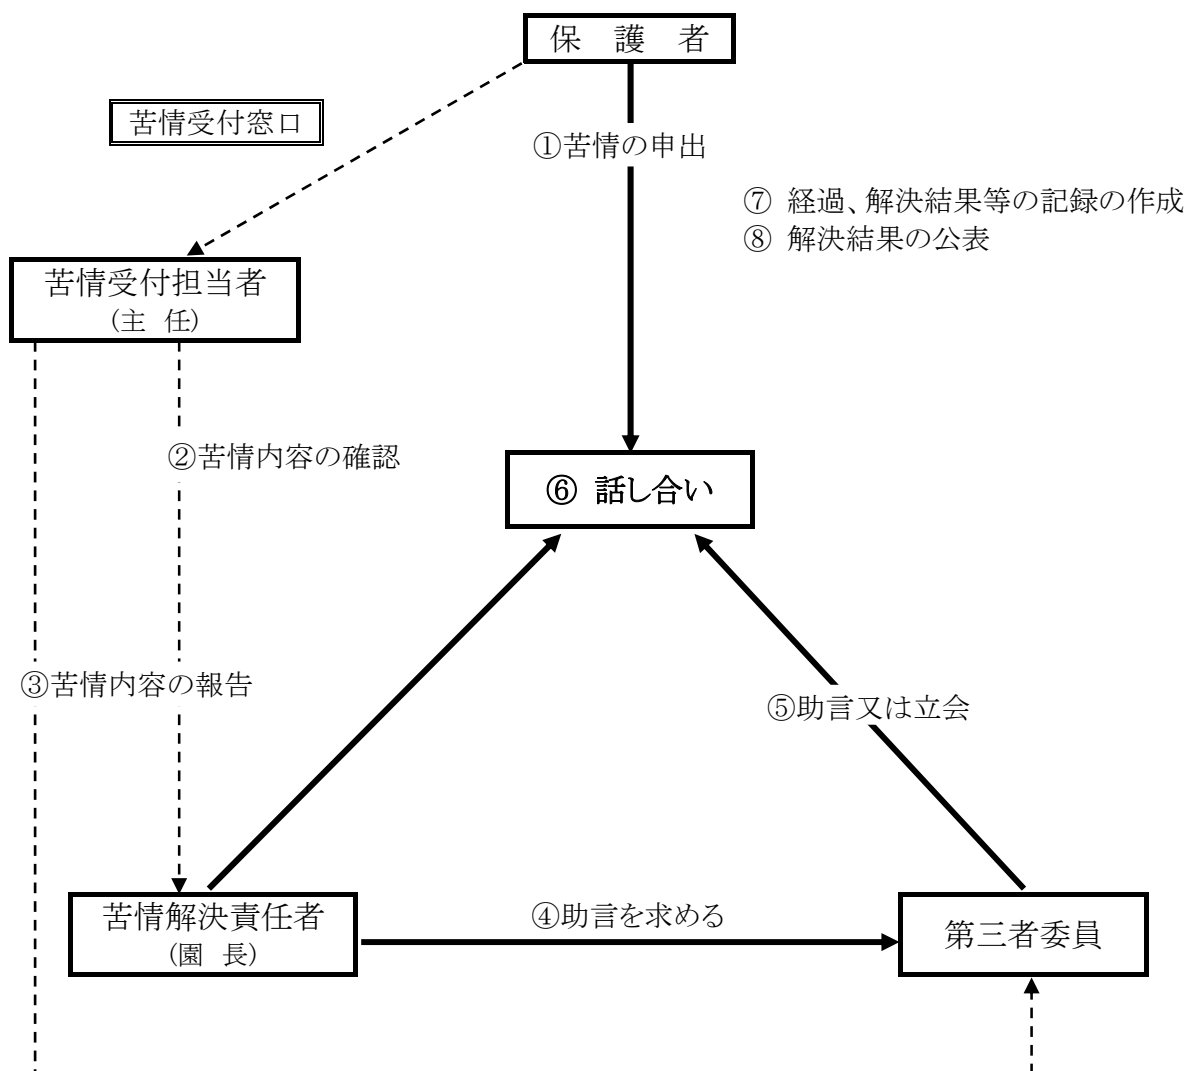 保　護　者
苦情受付窓口
①苦情の申出
⑦ 経過、解決結果等の記録の作成
⑧ 解決結果の公表
苦情受付担当者
(主 任)
②苦情内容の確認
⑥ 話し合い
③苦情内容の報告
⑤助言又は立会
苦情解決責任者
(園 長)
④助言を求める
第三者委員